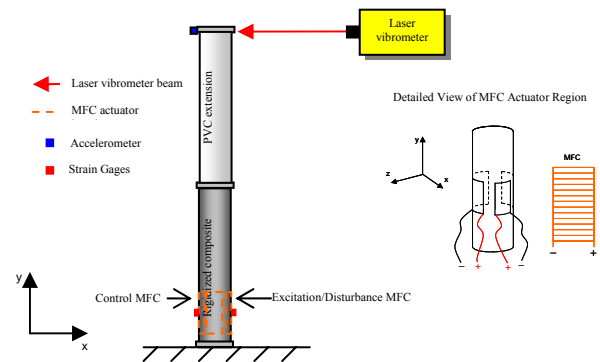 Laser
vibrometer
Laser vibrometer beam
MFC actuator
Accelerometer
Strain Gages
PVC extension
Rigidized composite
Control MFC
Excitation/Disturbance MFC
y
x
Detailed View of MFC Actuator Region
y
z
x
MFC
− + + −
− +